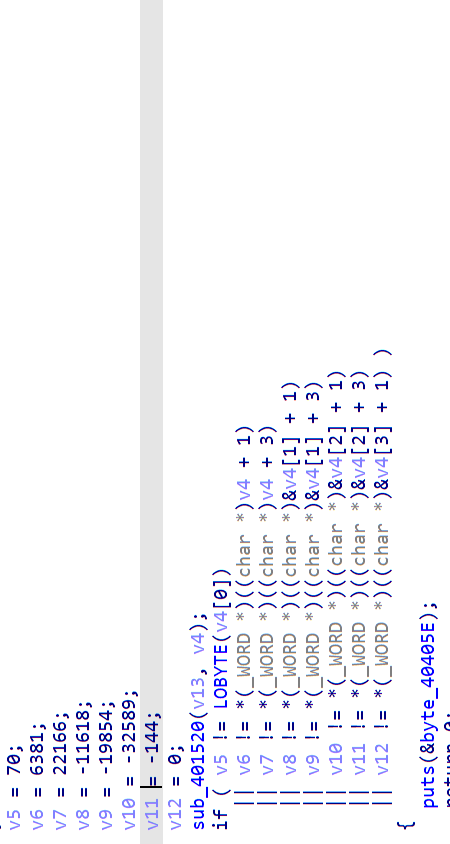 v5 = 70;
v6 = 6381;
v7 = 22166;
v8 = -11618;
v9 = -19854;
v10 = -32589;
v11 = -144;
v12 = 0;
sub_401520(v13, v4);
if ( v5 != LOBYTE(v4[0])
|| v6 != *(_WORD *)((char *)v4 + 1)
|| v7 != *(_WORD *)((char *)v4 + 3)
|| v8 != *(_WORD *)((char *)&v4[1] + 1)
|| v9 != *(_WORD *)((char *)&v4[1] + 3)
|| v10 != *(_WORD *)((char *)&v4[2] + 1)
|| v11 != *(_WORD *)((char *)&v4[2] + 3)
|| v12 != *(_WORD *)((char *)&v4[3] + 1) )
{
puts(&byte_40405E);